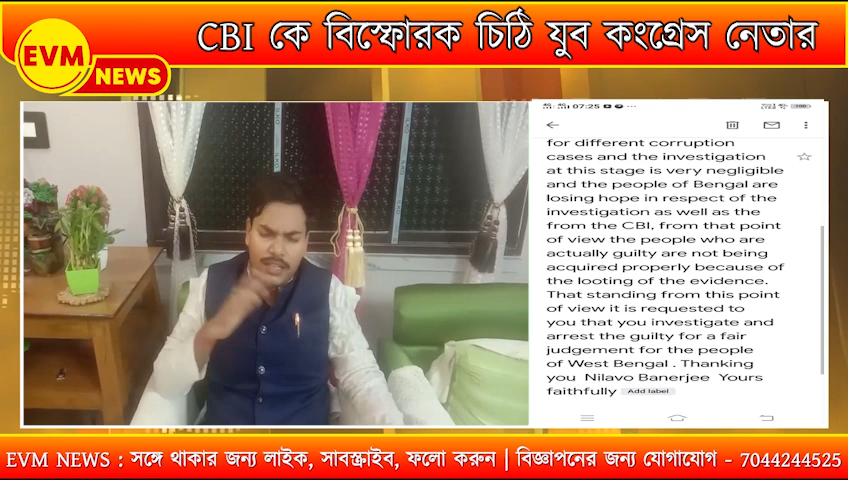 CBI কে বিস্ফোরক চিঠি যুব কংগ্রেস নেতার
EVM
NEWS
07:25
for different corruption
cases and the investigation
at this stage is very negligible
and the people of Bengal are
losing hope in respect of the
investigation as well as the
from the CBI, from that point
of view the people who are
actually guilty are not being
acquired properly because of
the looting of the evidence.
That standing from this point
of view it is requested to
you that you investigate and
arrest the guilty for a fair
judgement for the people
of West Bengal . Thanking
you Nilavo Banerjee Yours
faithfully Add label
EVM NEWS : সঙ্গে থাকার জন্য লাইক, সাবস্ক্রাইব, ফলো করুন | বিজ্ঞাপনের জন্য যোগাযোগ - 7044244525